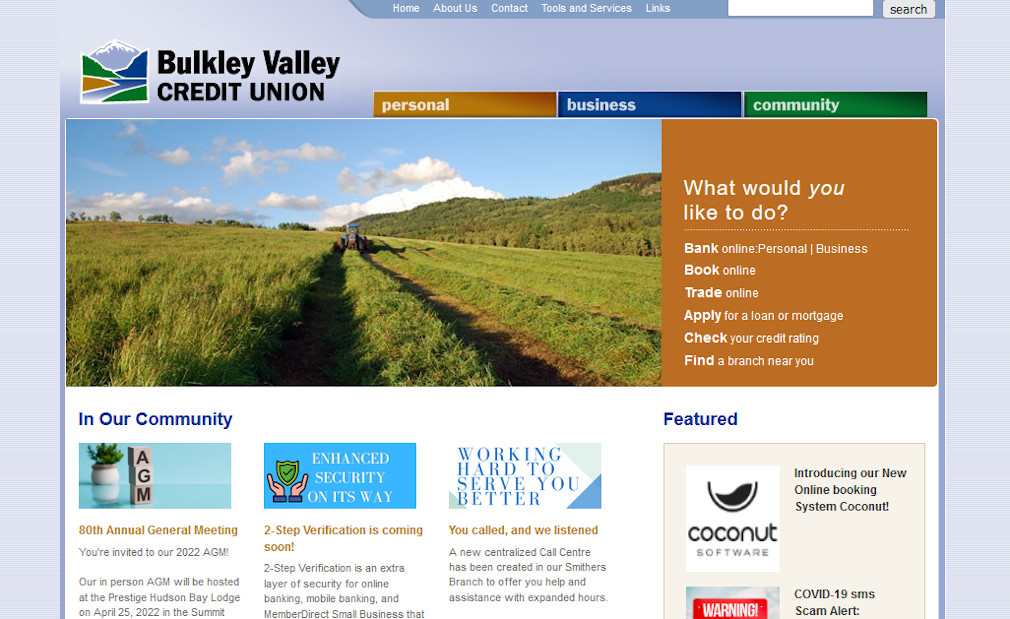 Home About Us Contact Tools and Services Links search
Bulkley Valley
CREDIT UNION
personal business community
What would you
like to do?
Bank online:Personal | Business
Book online
Trade online
Apply for a loan or mortgage
Check your credit rating
Find a branch near you
In Our Community
AGM
80th Annual General Meeting
You're invited to our 2022 AGM!
Our in person AGM will be hosted
at the Prestige Hudson Bay Lodge
on April 25, 2022 in the Summit
ENHANCED
SECURITY
ON ITS WAY
2-Step Verification is coming
soon!
2-Step Verification is an extra
layer of security for online
banking, mobile banking, and
MemberDirect Small Business that
WORKING
HARD TO
SERVE YOU
BETTER
You called, and we listened
A new centralized Call Centre
has been created in our Smithers
Branch to offer you help and
assistance with expanded hours.
Featured
coconut
SOFTWARE
Introducing our New
Online booking
System Coconut!
WARNING!
COVID-19 sms
Scam Alert: